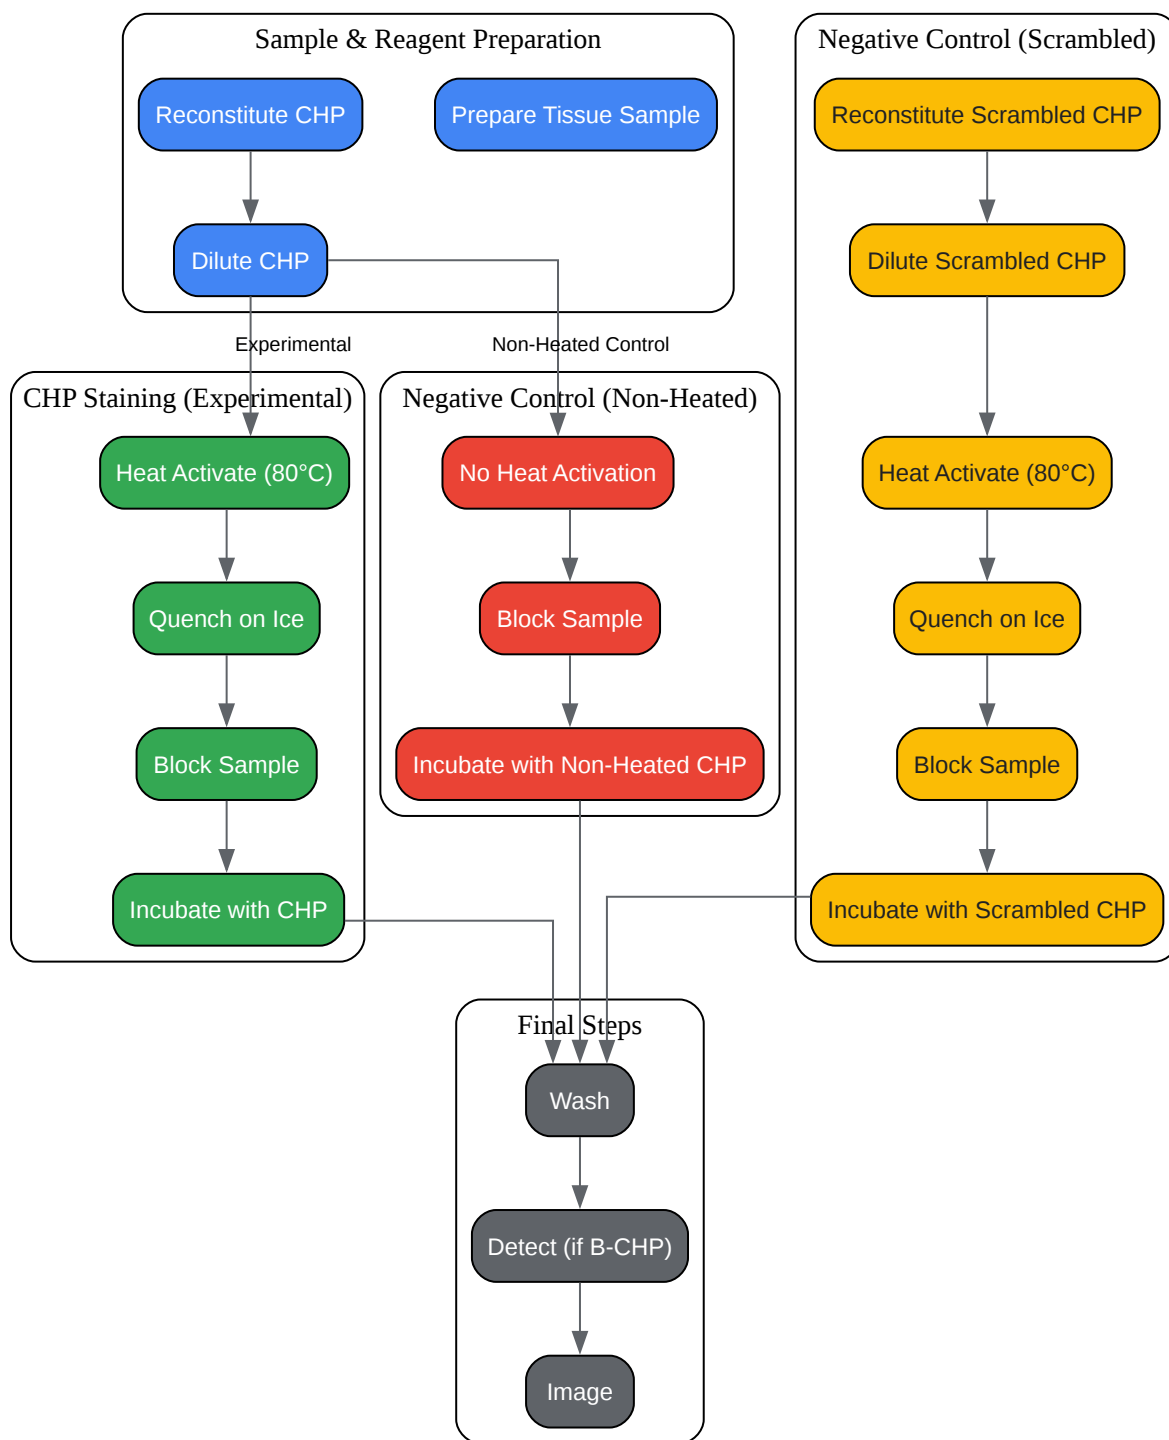 Sample & Reagent Preparation
Reconstitute CHP
Prepare Tissue Sample
Dilute CHP
Negative Control (Scrambled)
Reconstitute Scrambled CHP
Dilute Scrambled CHP
Experimental
Non-Heated Control
CHP Staining (Experimental)
Heat Activate (80°C)
Quench on Ice
Block Sample
Incubate with CHP
Negative Control (Non-Heated)
No Heat Activation
Block Sample
Incubate with Non-Heated CHP
Heat Activate (80°C)
Quench on Ice
Block Sample
Incubate with Scrambled CHP
Final Steps
Wash
Detect (if B-CHP)
Image